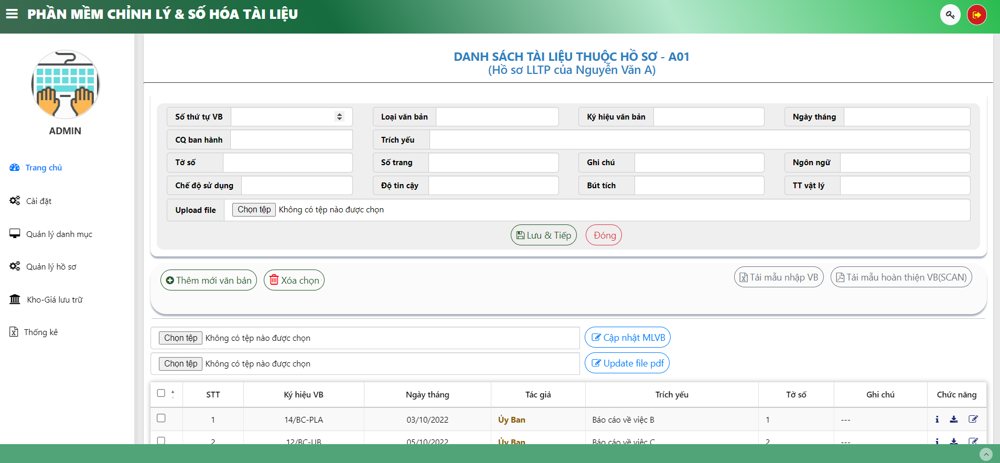 PHẦN MỀM CHỈNH LÝ & SỐ HÓA TÀI LIỆU
ADMIN
Trang chủ
Cài đặt
Quản lý danh mục
Quản lý hồ sơ
Kho-Giá lưu trữ
Thống kê
DANH SÁCH TÀI LIỆU THUỘC HỒ SƠ - A01
(Hồ sơ LLTP của Nguyễn Văn A)
Số thứ tự VB Loại văn bản Ký hiệu văn bản Ngày tháng
CQ ban hành Trích yếu
Tờ số Số trang Ghi chú Ngôn ngữ
Chế độ sử dụng Độ tin cậy Bút tích TT vật lý
Upload file Chọn tệp Không có tệp nào được chọn
Lưu & Tiếp Đóng
Thêm mới văn bản Xóa chọn Tải mẫu nhập VB Tải mẫu hoàn thiện VB(SCAN)
Chọn tệp Không có tệp nào được chọn Cập nhật MLVB
Chọn tệp Không có tệp nào được chọn Update file pdf
STT Ký hiệu VB Ngày tháng Tác giả Trích yếu Tờ số Ghi chú Chức năng
1 14/BC-PLA 03/10/2022 Ủy Ban Báo cáo về việc B 1 ---
2 12/BC-UB 05/10/2022 Ủy Ban Báo cáo về việc C 2 ---